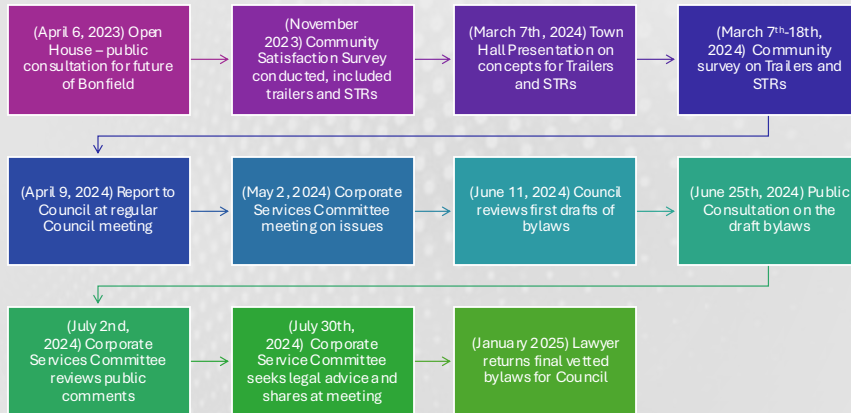 (April 6, 2023) Open
House – public
consultation for future
of Bonfield
(November
2023) Community
Satisfaction Survey
conducted, included
trailers and STRs
(March 7th, 2024) Town
Hall Presentation on
concepts for Trailers
and STRs
(March 7th-18th,
2024) Community
survey on Trailers and
STRs
(April 9, 2024) Report to
Council at regular
Council meeting
(May 2, 2024) Corporate
Services Committee
meeting on issues
(June 11, 2024) Council
reviews first drafts of
bylaws
(June 25th, 2024) Public
Consultation on the
draft bylaws
(July 2nd,
2024) Corporate
Services Committee
reviews public
comments
(July 30th,
2024) Corporate
Service Committee
seeks legal advice and
shares at meeting
(January 2025) Lawyer
returns final vetted
bylaws for Council